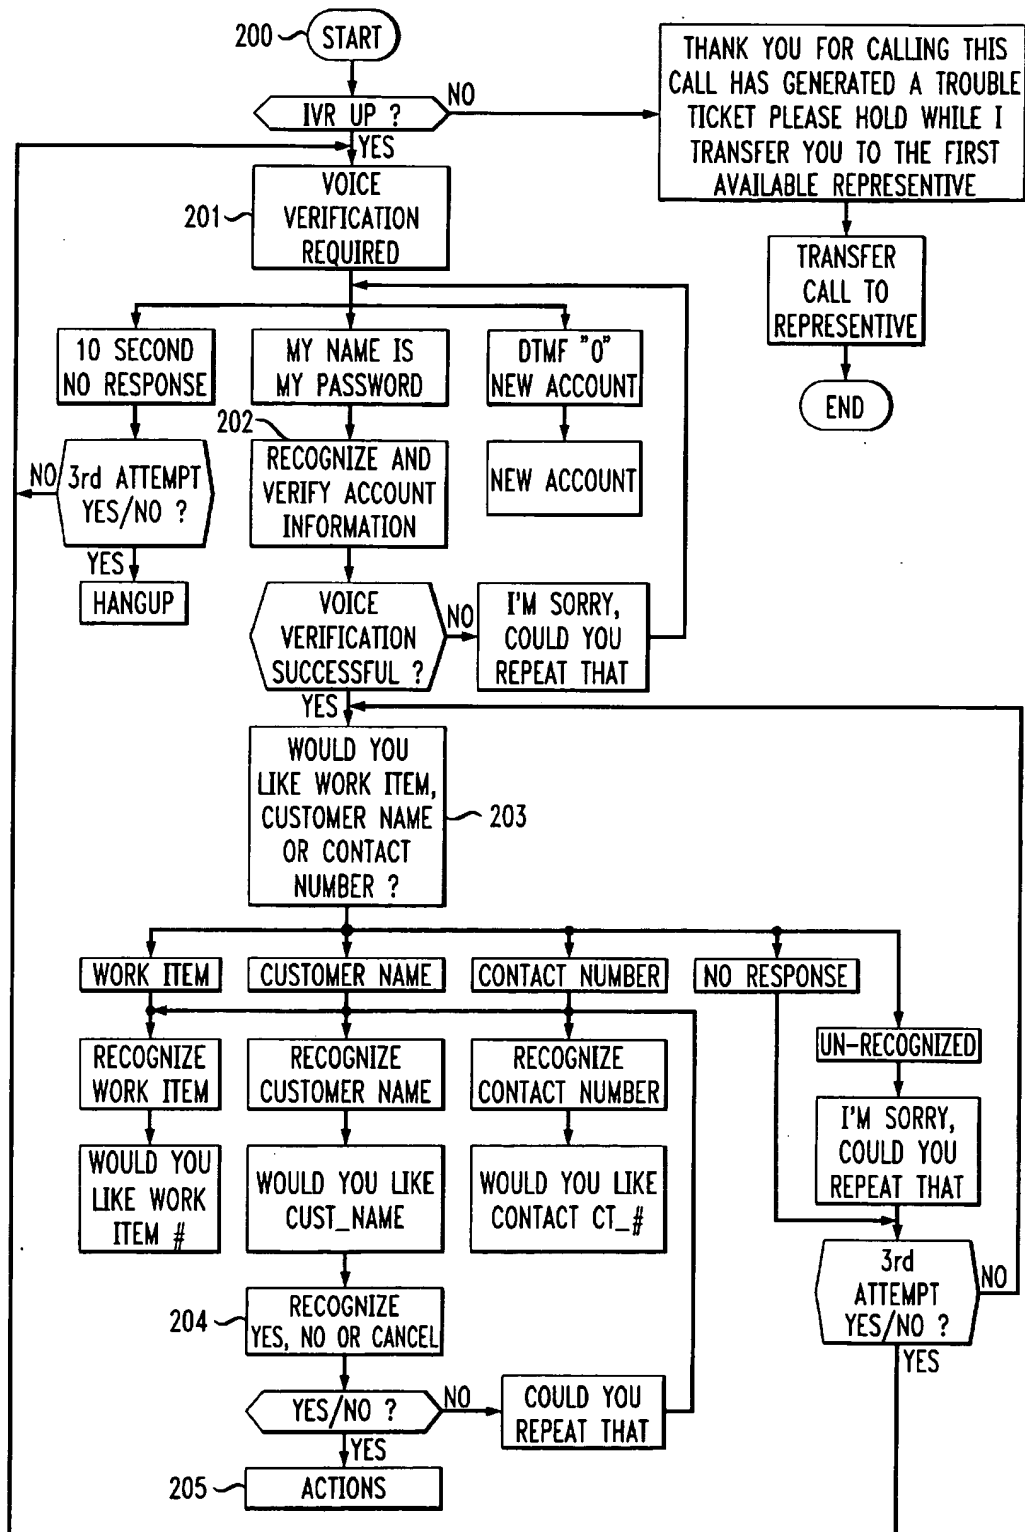 200
START
THANK YOU FOR CALLING THIS
CALL HAS GENERATED A TROUBLE
TICKET PLEASE HOLD WHILE I
TRANSFER YOU TO THE FIRST
AVAILABLE REPRESENTIVE
IVR UP ?
NO
YES
201
VOICE
VERIFICATION
REQUIRED
TRANSFER
CALL TO
REPRESENTIVE
END
10 SECOND
NO RESPONSE
MY NAME IS
MY PASSWORD
DTMF "0"
NEW ACCOUNT
202
NO
3rd ATTEMPT
YES/NO ?
RECOGNIZE AND
VERIFY ACCOUNT
INFORMATION
NEW ACCOUNT
YES
HANGUP
VOICE
VERIFICATION
SUCCESSFUL ?
NO
I'M SORRY,
COULD YOU
REPEAT THAT
YES
WOULD YOU
LIKE WORK ITEM,
CUSTOMER NAME
OR CONTACT
NUMBER ?
203
WORK ITEM
CUSTOMER NAME
CONTACT NUMBER
NO RESPONSE
UN-RECOGNIZED
RECOGNIZE
WORK ITEM
RECOGNIZE
CUSTOMER NAME
RECOGNIZE
CONTACT NUMBER
I'M SORRY,
COULD YOU
REPEAT THAT
WOULD YOU
LIKE WORK
ITEM #
WOULD YOU LIKE
CUST_NAME
WOULD YOU LIKE
CONTACT CT_#
3rd
ATTEMPT
YES/NO ?
NO
YES
204
RECOGNIZE
YES, NO OR CANCEL
YES/NO ?
NO
COULD YOU
REPEAT THAT
YES
205
ACTIONS